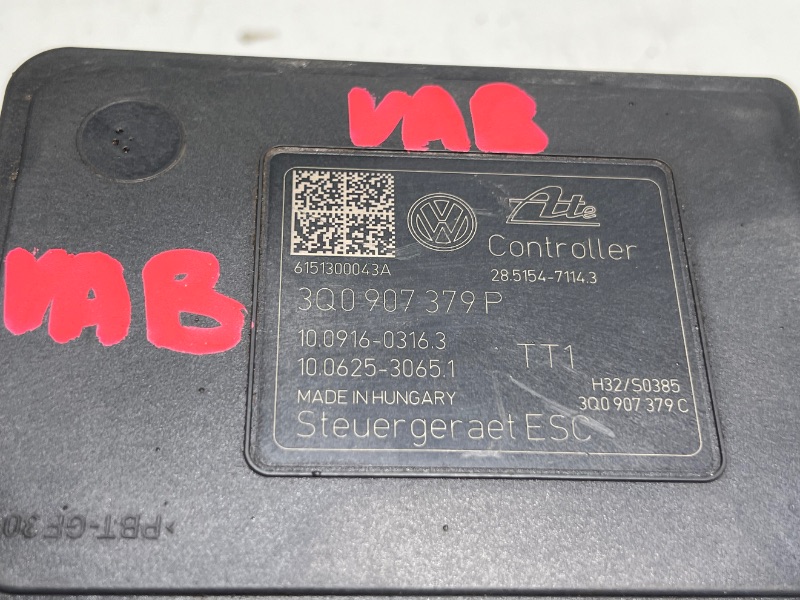 VAB
VAB
Ate
Controller
6151300043A
28.5154-7114.3
3Q0 907 379 P
10.0916-0316.3
10.0625-3065.1
TT1
H32/S0385
MADE IN HUNGARY
3Q0 907 379 C
Steuergeraet ESC
>PBT-GF30